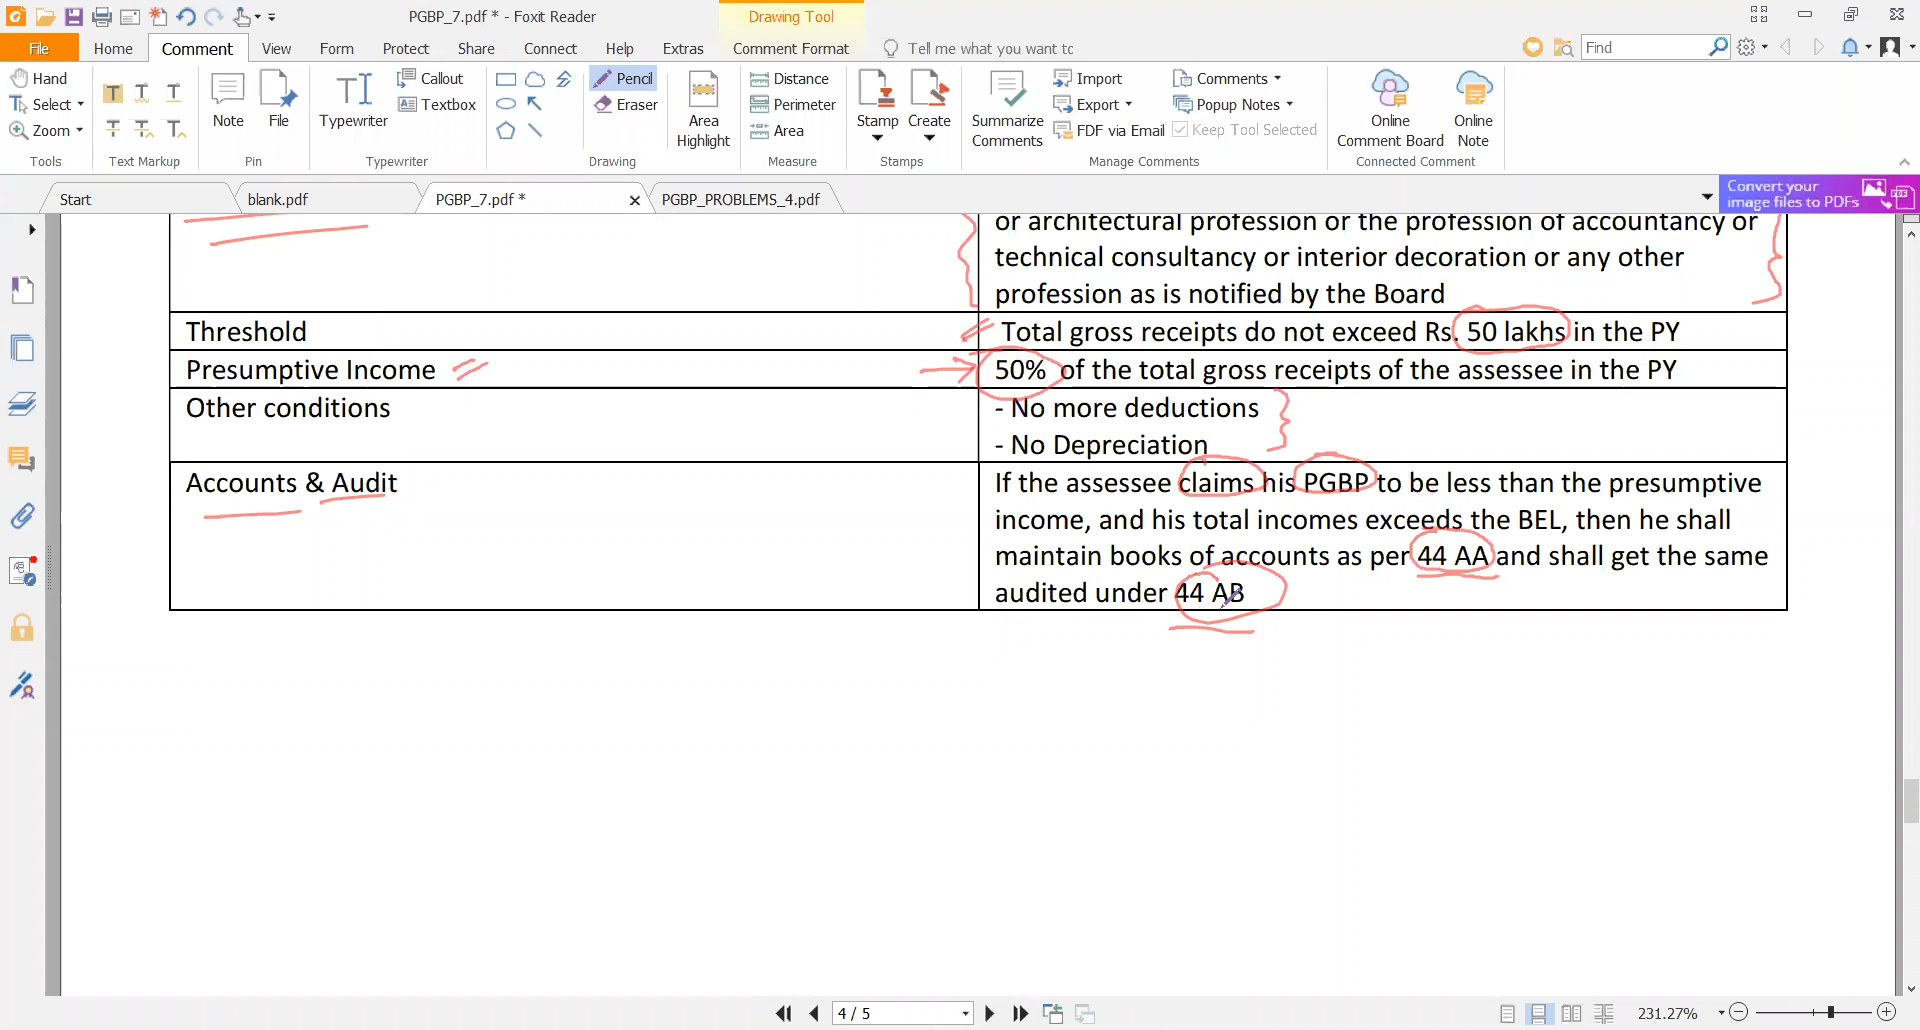 PGBP_7.pdf * - Foxit Reader
Drawing Tool
File Home Comment View Form Protect Share Connect Help Extras Comment Format Tell me what you want to Find
Hand
Select
Zoom
Tools
Text Markup
Note
File
Pin
Typewriter
Callout
Textbox
Typewriter
Pencil
Eraser
Drawing
Area
Highlight
Distance
Perimeter
Area
Measure
Stamp
Create
Stamps
Summarize
Comments
Import
Export
FDF via Email
Comments
Popup Notes
Keep Tool Selected
Manage Comments
Online
Comment Board
Online
Note
Connected Comment
Start blank.pdf PGBP_7.pdf * PGBP_PROBLEMS_4.pdf
Convert your
image files to PDFs
or architectural profession or the profession of accountancy or
technical consultancy or interior decoration or any other
profession as is notified by the Board
Threshold
Total gross receipts do not exceed Rs. 50 lakhs in the PY
Presumptive Income
50% of the total gross receipts of the assessee in the PY
Other conditions
- No more deductions
- No Depreciation
Accounts & Audit
If the assessee claims his PGBP to be less than the presumptive
income, and his total incomes exceeds the BEL, then he shall
maintain books of accounts as per 44 AA and shall get the same
audited under 44 AB
4 / 5
231.27%